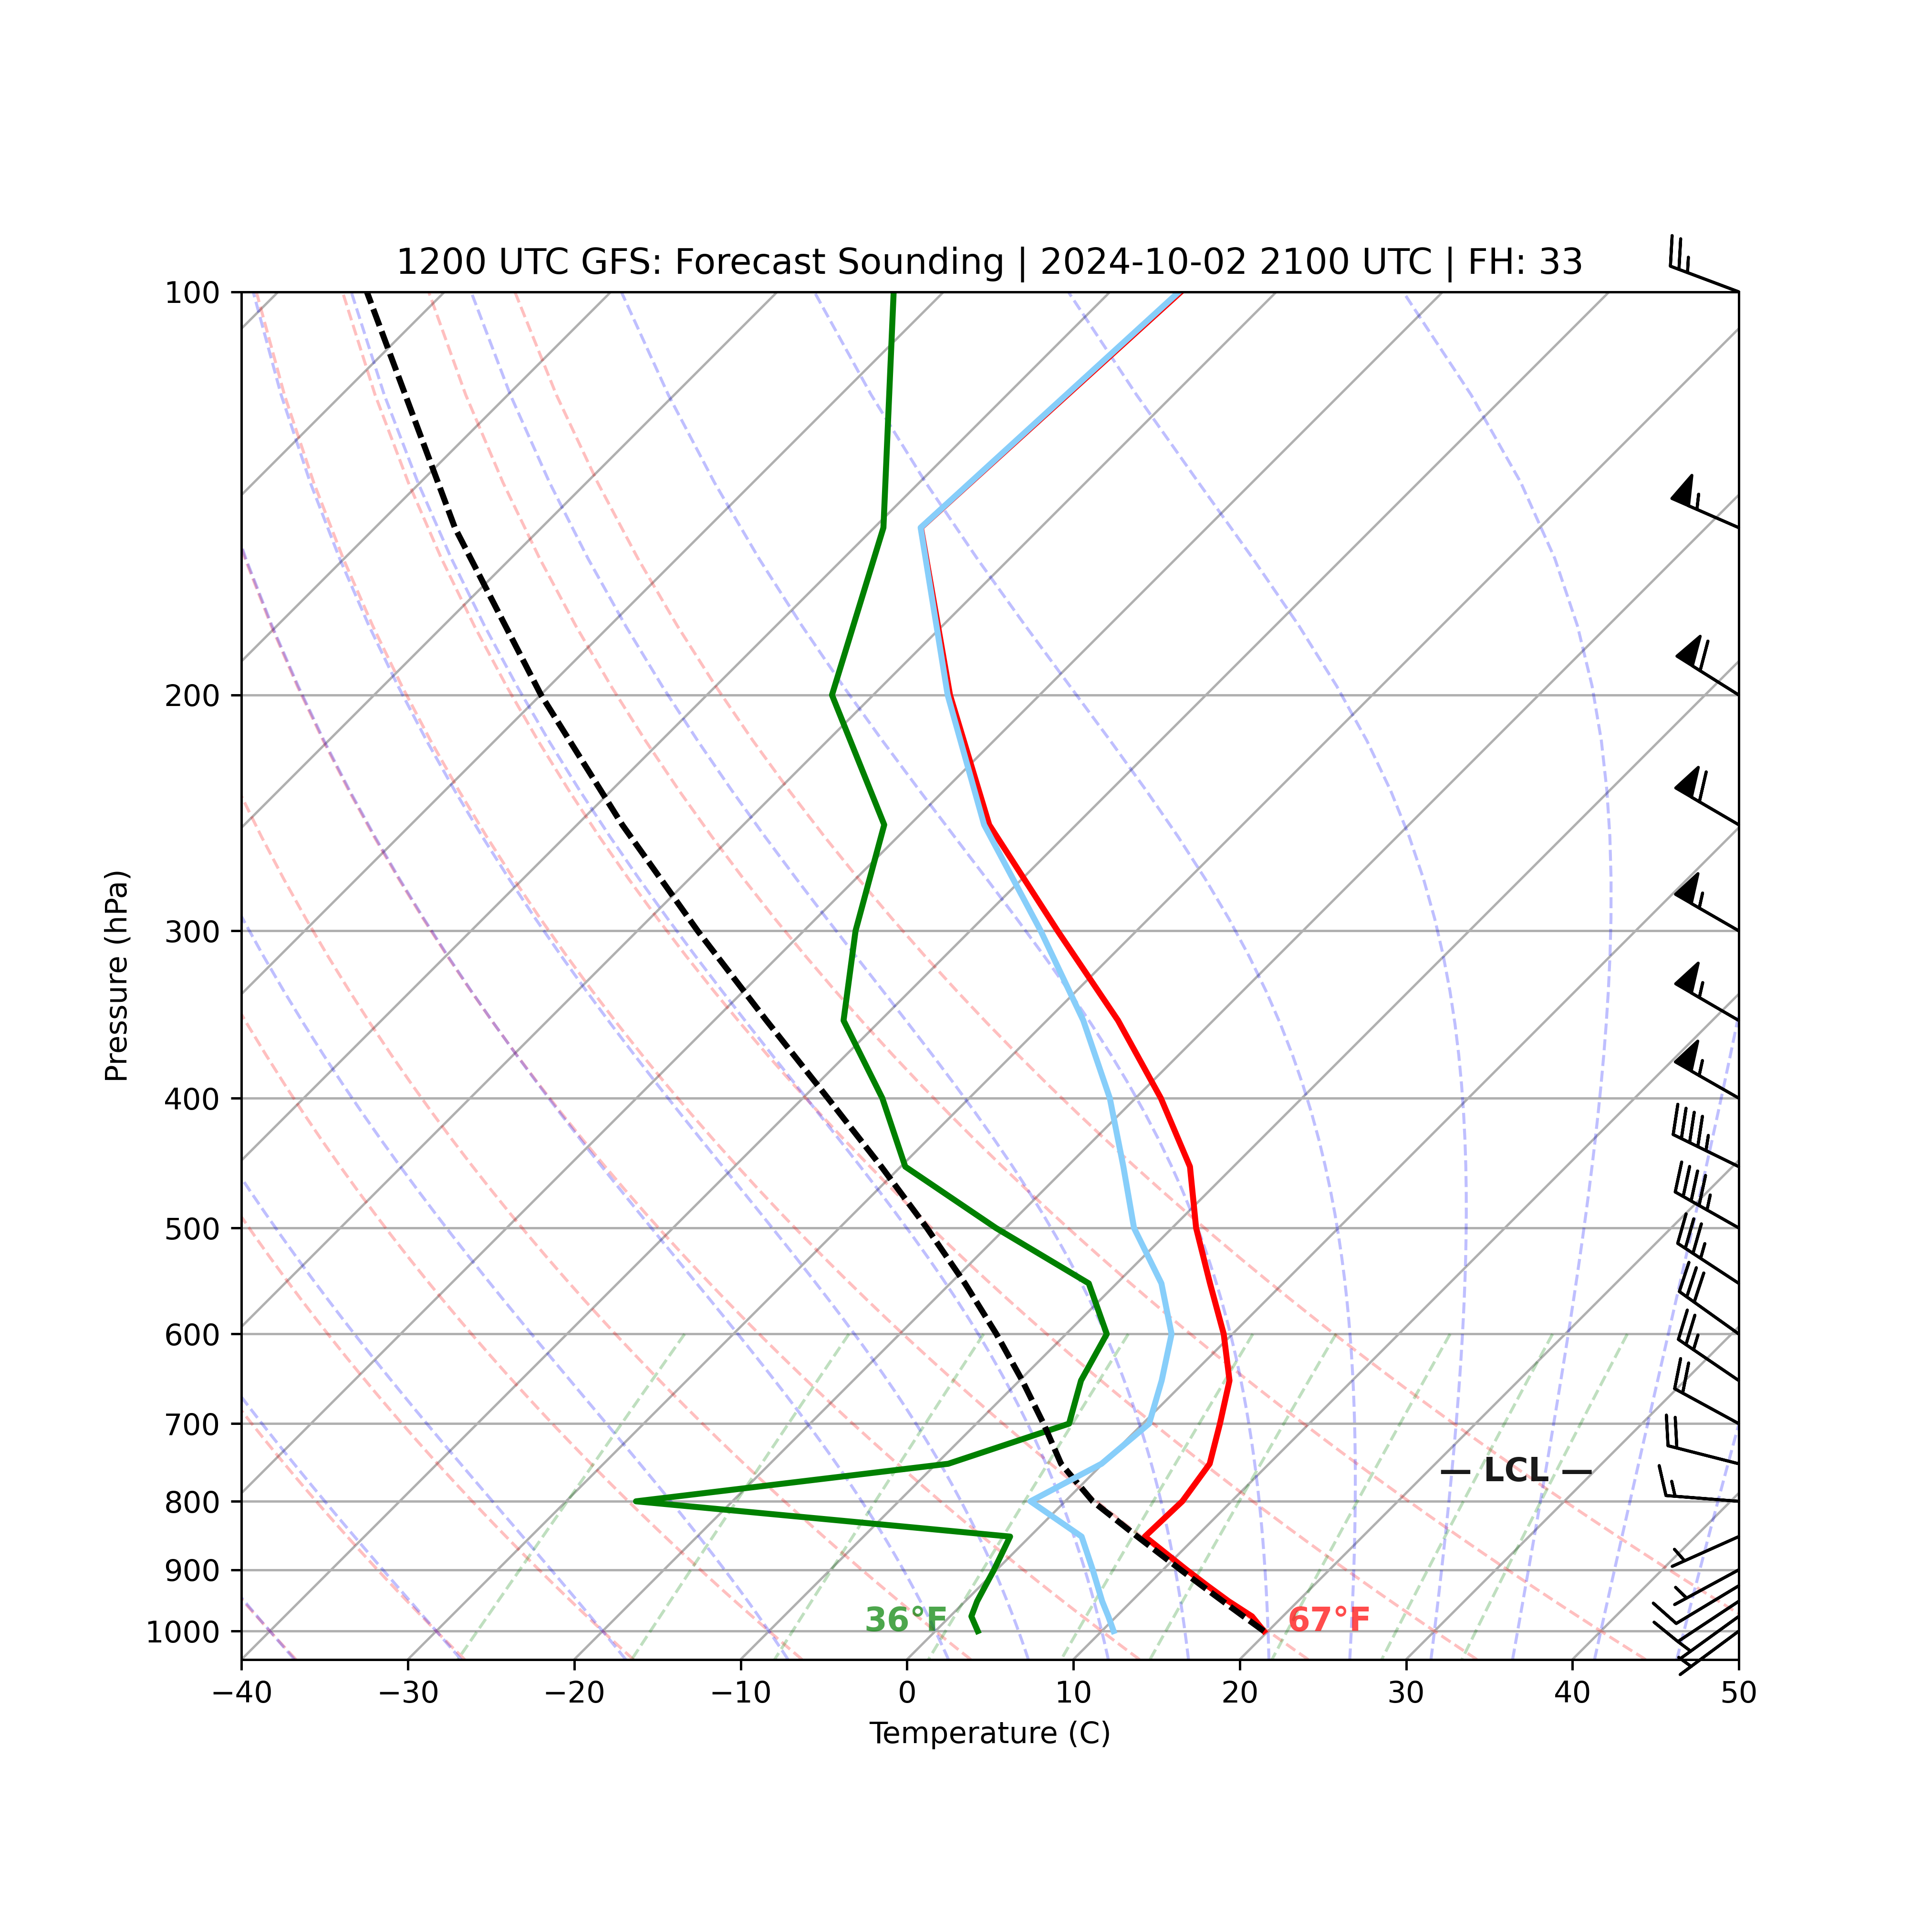 1200 UTC GFS: Forecast Sounding | 2024-10-02 2100 UTC | FH: 33
Pressure (hPa)
100
200
300
400
500
600
700
800
900
1000
— LCL —
36°F
67°F
−40 −30 −20 −10 0 10 20 30 40 50
Temperature (C)